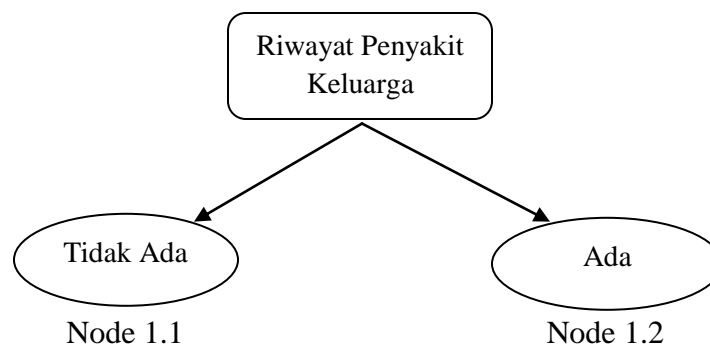 Riwayat Penyakit
Keluarga
Tidak Ada
Ada
Node 1.1
Node 1.2